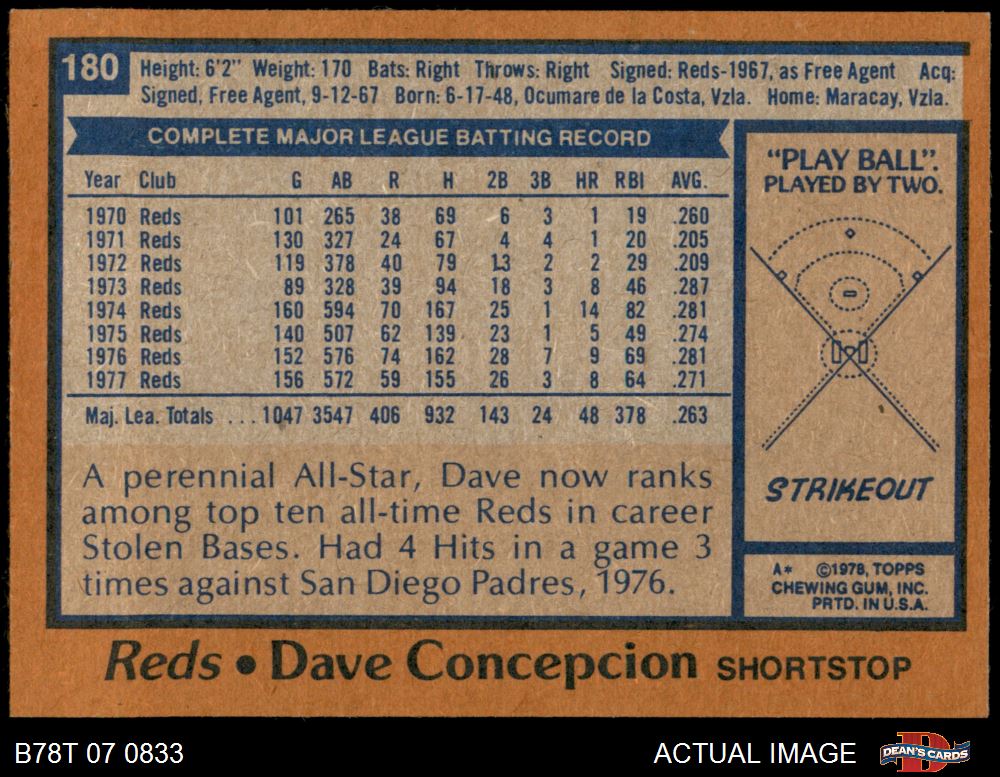 180
Height: 6'2" Weight: 170 Bats: Right Throws: Right Signed: Reds-1967, as Free Agent Acq:
Signed, Free Agent, 9-12-67 Born: 6-17-48, Ocumare de la Costa, Vzla. Home: Maracay, Vzla.
COMPLETE MAJOR LEAGUE BATTING RECORD
Year Club G AB R H 2B 3B HR RBI AVG.
1970 Reds 101 265 38 69 6 3 1 19 .260
1971 Reds 130 327 24 67 4 4 1 20 .205
1972 Reds 119 378 40 79 13 2 2 29 .209
1973 Reds 89 328 39 94 18 3 8 46 .287
1974 Reds 160 594 70 167 25 1 14 82 .281
1975 Reds 140 507 62 139 23 1 5 49 .274
1976 Reds 152 576 74 162 28 7 9 69 .281
1977 Reds 156 572 59 155 26 3 8 64 .271
Maj. Lea. Totals ... 1047 3547 406 932 143 24 48 378 .263
A perennial All-Star, Dave now ranks
among top ten all-time Reds in career
Stolen Bases. Had 4 Hits in a game 3
times against San Diego Padres, 1976.
"PLAY BALL".
PLAYED BY TWO.
STRIKEOUT
A* ©1978, TOPPS
CHEWING GUM, INC.
PRTD. IN U.S.A.
Reds • Dave Concepcion SHORTSTOP
B78T 07 0833 ACTUAL IMAGE
DEAN'S CARDS